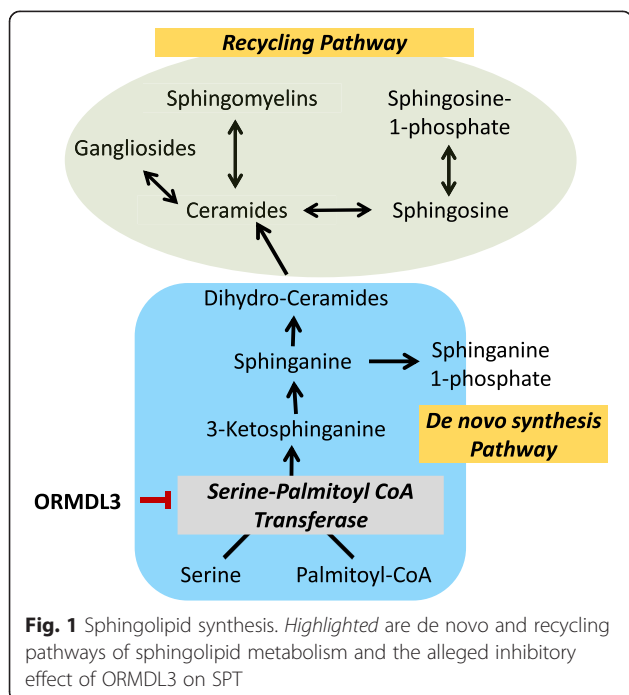 Recycling Pathway
Sphingomyelins
Sphingosine-
1-phosphate
Gangliosides
Ceramides
Sphingosine
Dihydro-Ceramides
Sphinganine
Sphinganine
1-phosphate
3-Ketosphinganine
De novo synthesis
Pathway
ORMDL3
Serine-Palmitoyl CoA
Transferase
Serine
Palmitoyl-CoA
Fig. 1 Sphingolipid synthesis. Highlighted are de novo and recycling
pathways of sphingolipid metabolism and the alleged inhibitory
effect of ORMDL3 on SPT